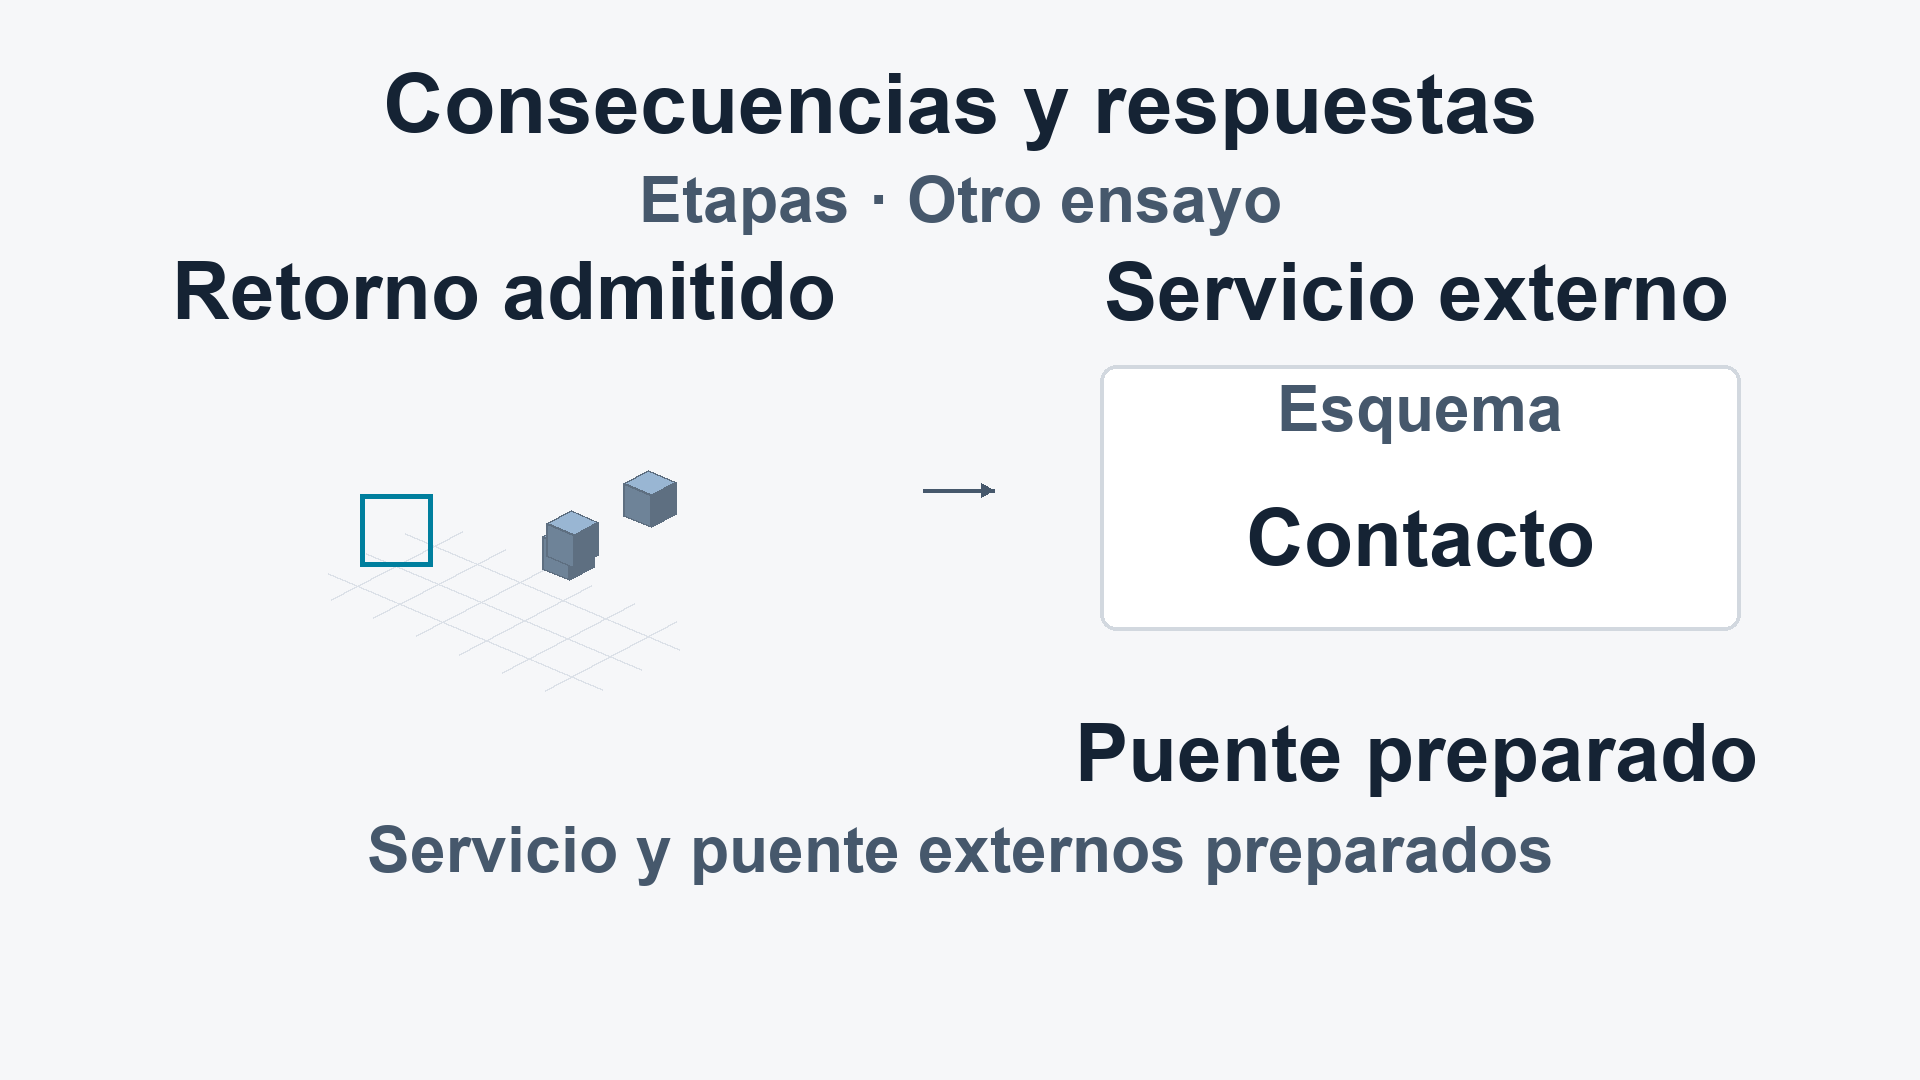 Consecuencias y respuestas
Etapas · Otro ensayo
Retorno admitido
Servicio externo
Esquema
Contacto
Puente preparado
Servicio y puente externos preparados